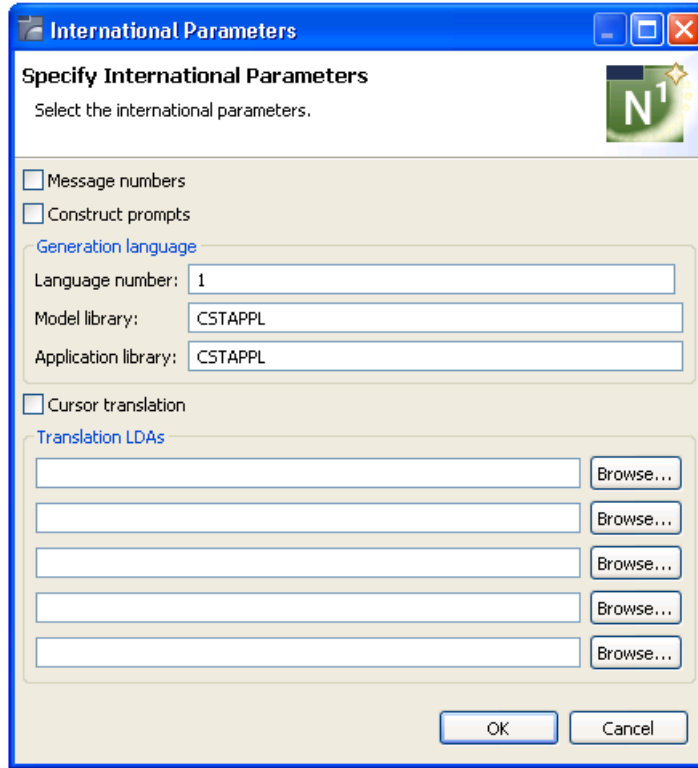 International Parameters
Specify International Parameters
Select the international parameters.
N1
Message numbers
Construct prompts
Generation language
Language number: 1
Model library: CSTAPPL
Application library: CSTAPPL
Cursor translation
Translation LDAs
Browse...
Browse...
Browse...
Browse...
Browse...
OK Cancel